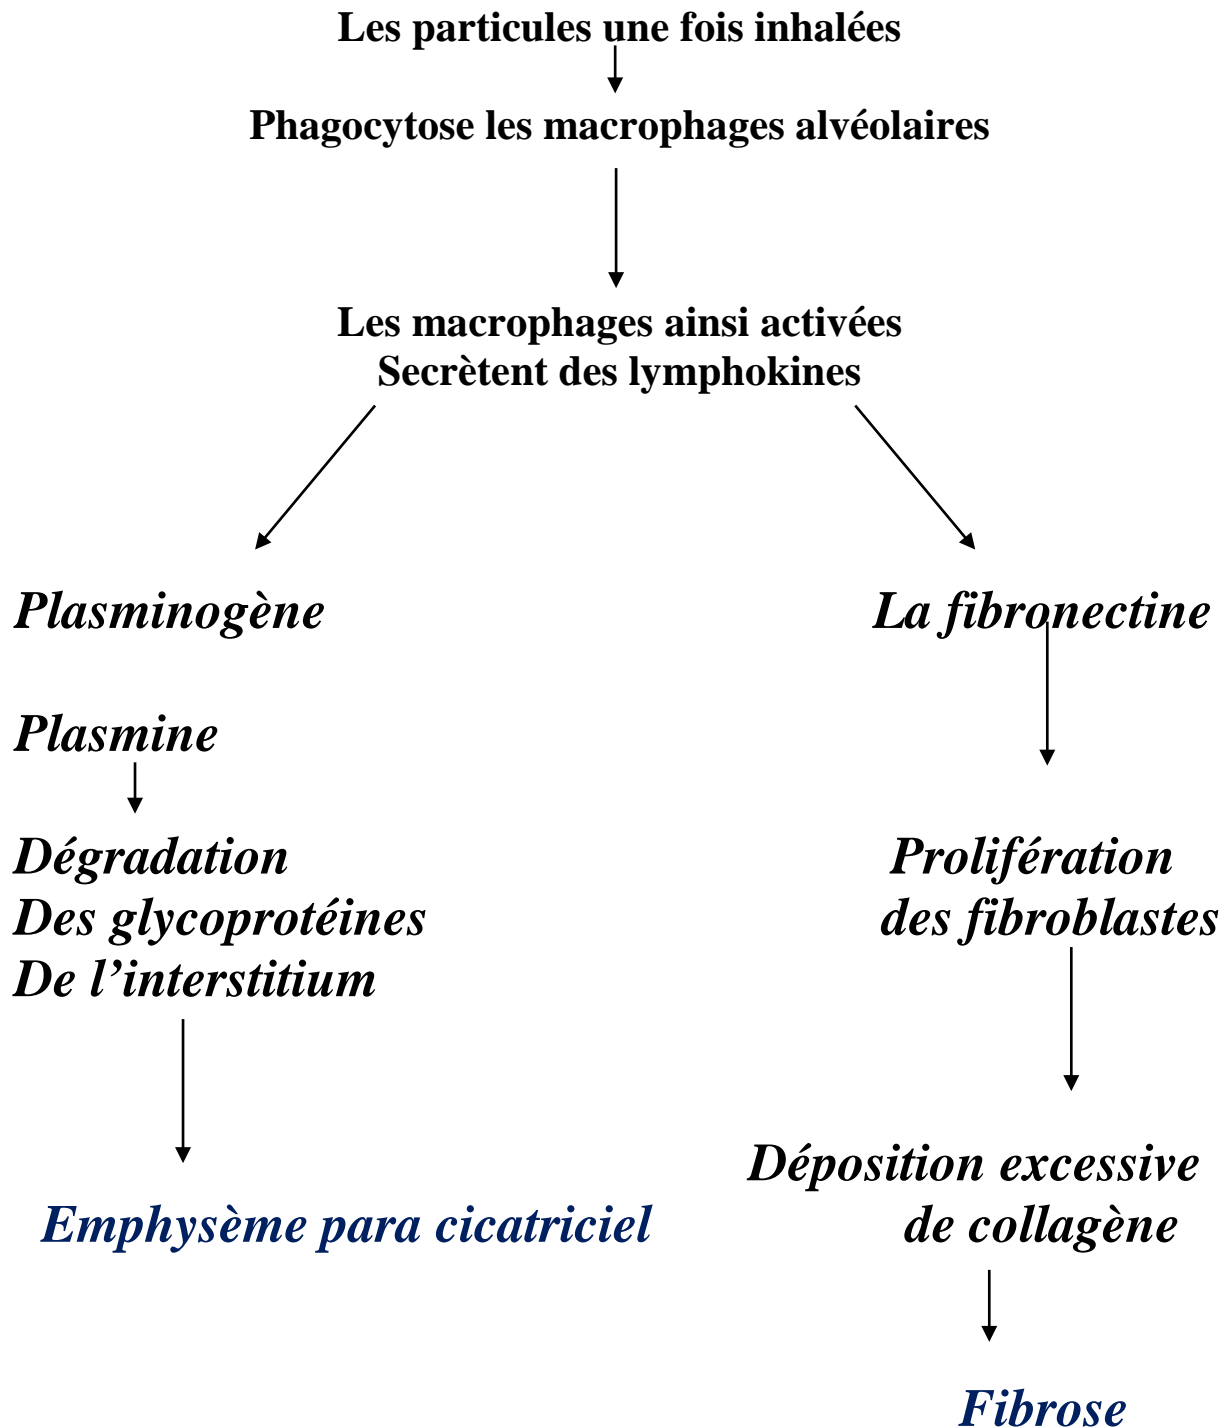 Les particules une fois inhalées
Phagocytose les macrophages alvéolaires
Les macrophages ainsi activées
Secrètent des lymphokines
Plasminogène
Plasmine
Dégradation
Des glycoprotéines
De l’interstitium
Emphysème para cicatriciel
La fibronectine
Prolifération
des fibroblastes
Déposition excessive
de collagène
Fibrose